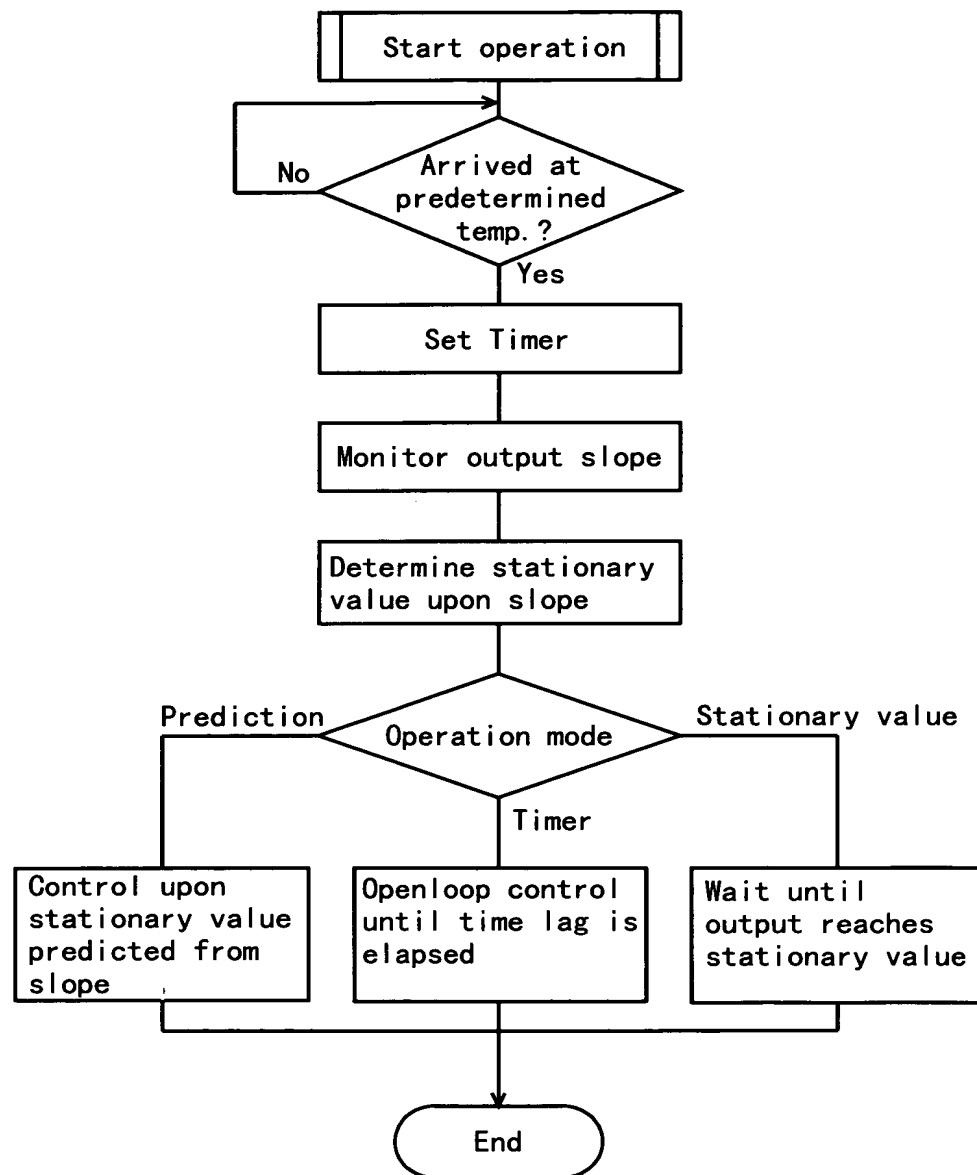 Start operation
No
Arrived at
predetermined
temp.?
Yes
Set Timer
Monitor output slope
Determine stationary
value upon slope
Prediction
Operation mode
Stationary value
Timer
Control upon
stationary value
predicted from
slope
Openloop control
until time lag is
elapsed
Wait until
output reaches
stationary value
End